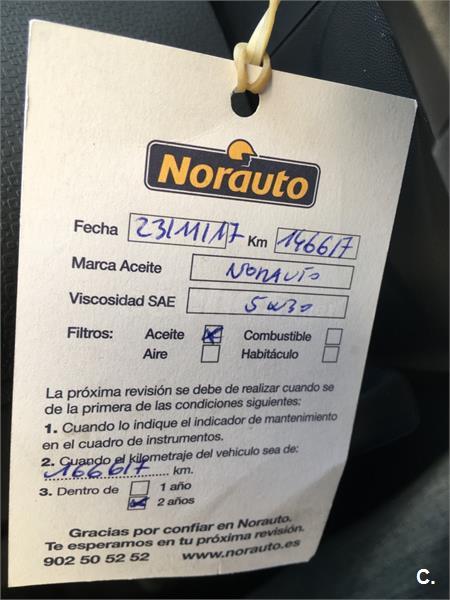 Norauto
Fecha 23/11/17 Km 146617
Marca Aceite NORAUTO
Viscosidad SAE 5W30
Filtros: Aceite Combustible
Aire Habitáculo
La próxima revisión se debe de realizar cuando se
de la primera de las condiciones siguientes:
1. Cuando lo indique el indicador de mantenimiento
en el cuadro de instrumentos.
2. Cuando el kilometraje del vehiculo sea de:
166617 km.
3. Dentro de 1 año
2 años
Gracias por confiar en Norauto.
Te esperamos en tu próxima revisión.
902 50 52 52 www.norauto.es
C.